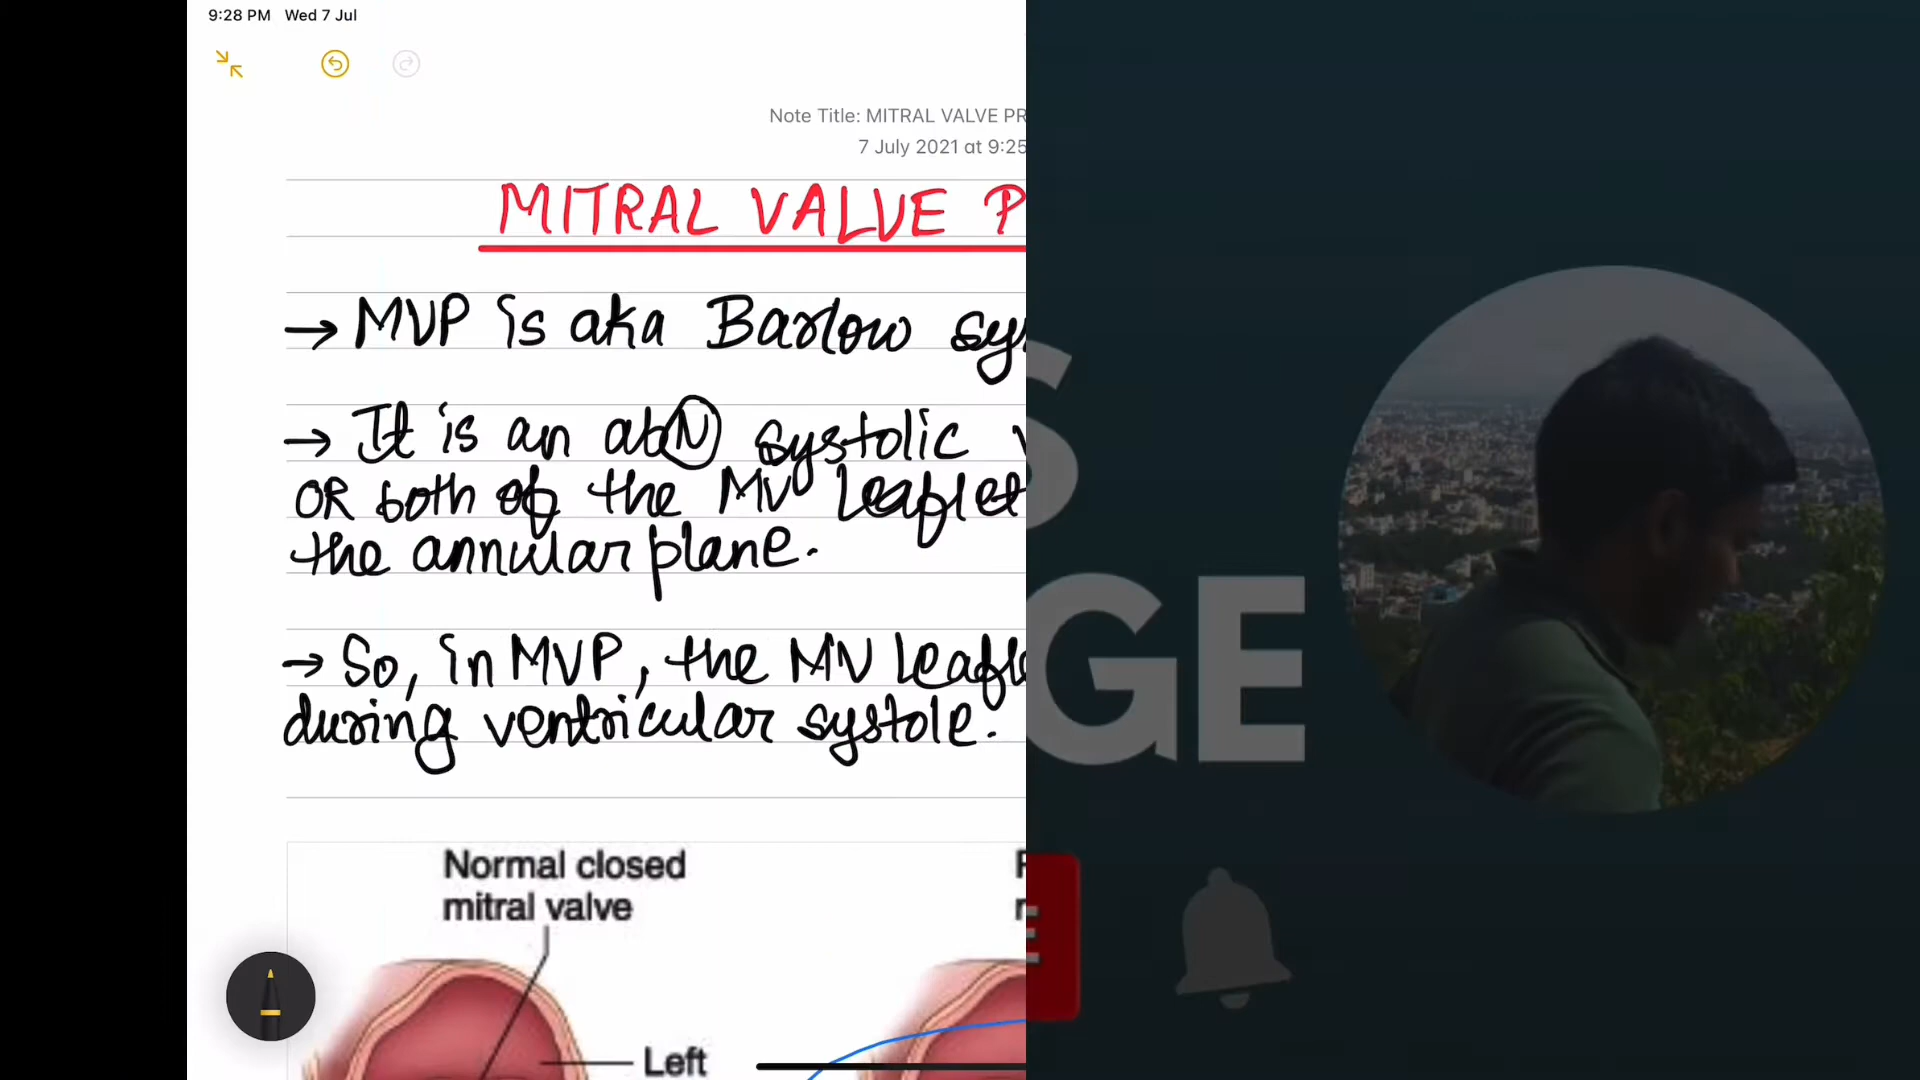 9:28 PM Wed 7 Jul
Note Title: MITRAL VALVE PR
7 July 2021 at 9:25
MITRAL VALVE P
→ MVP is aka Barlow sy
→ It is an abⓃ systolic
OR both of the MV leaflet
the annular plane.
→ So, in MVP, the MV leafl
during ventricular systole.
S
GE
E
Normal closed
mitral valve
Left